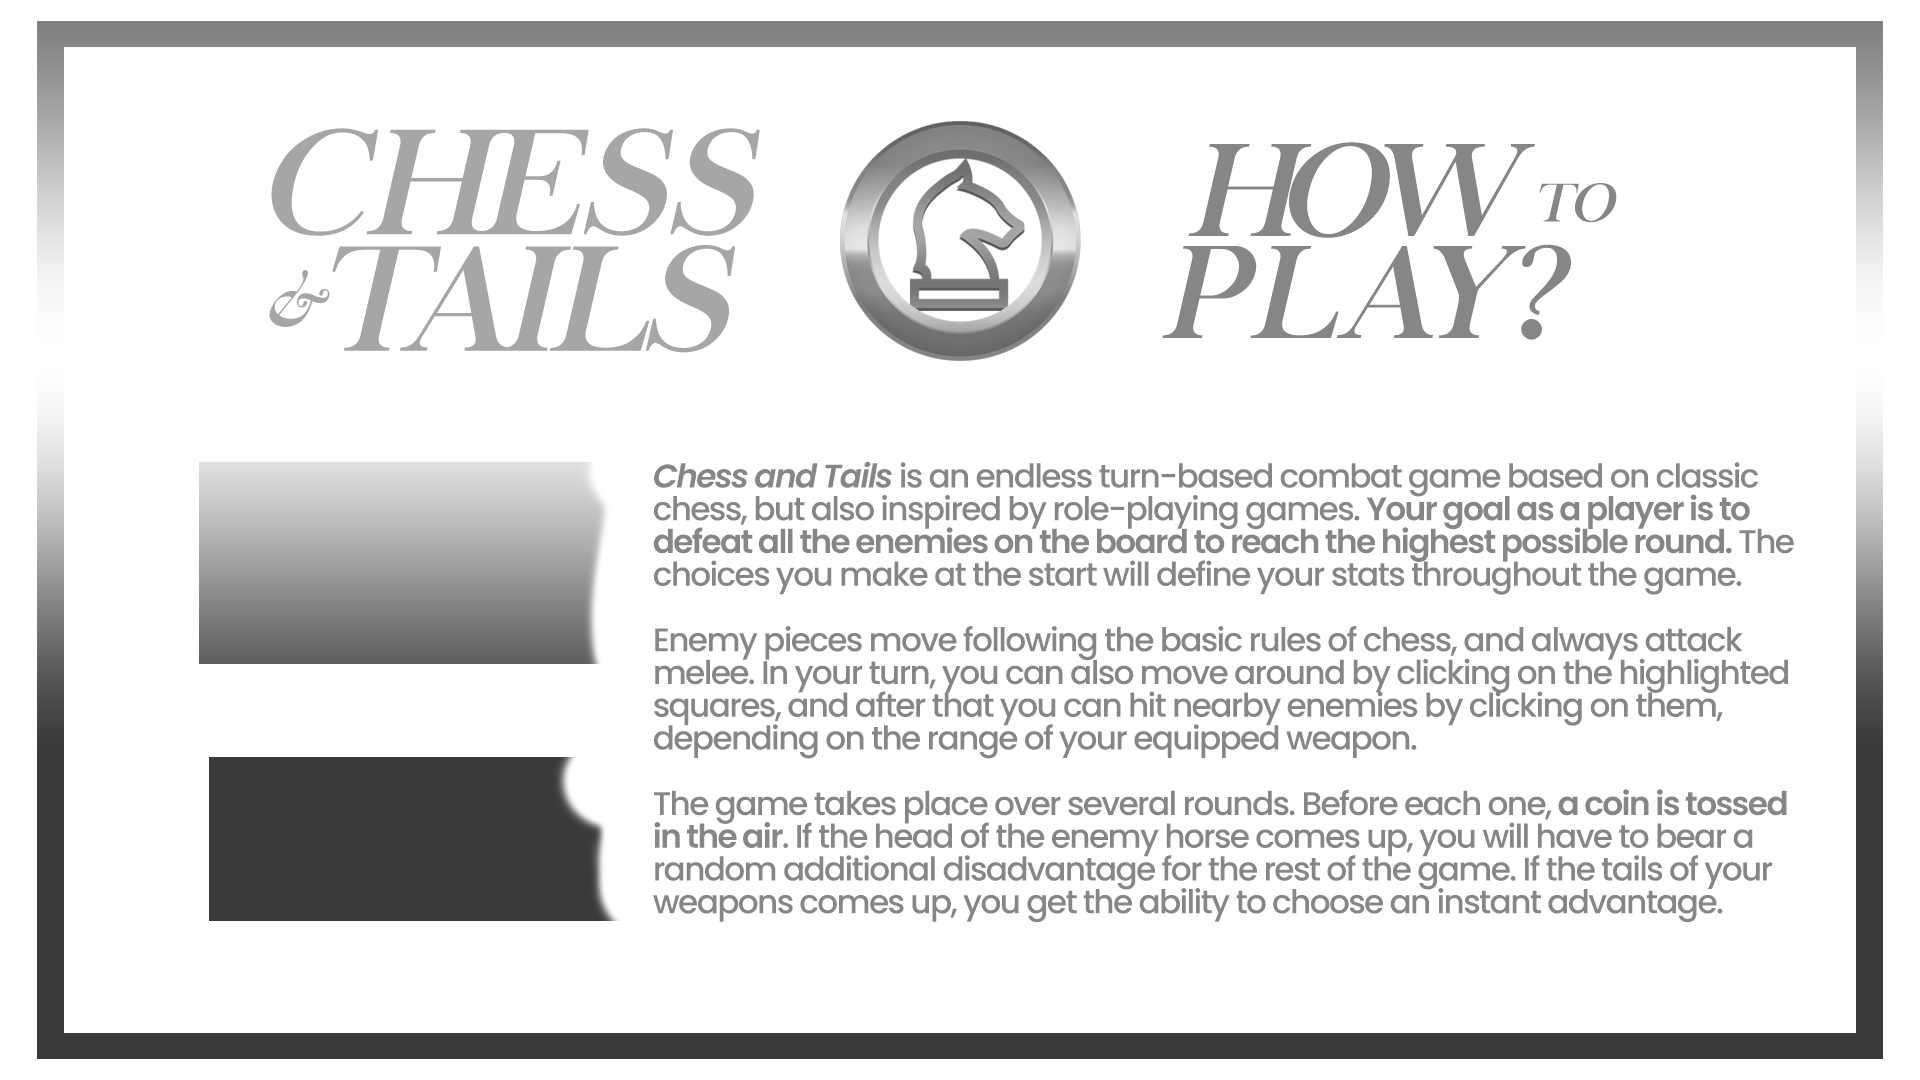 CHESS
& TAILS
HOW TO
PLAY?
Chess and Tails is an endless turn-based combat game based on classic
chess, but also inspired by role-playing games. Your goal as a player is to
defeat all the enemies on the board to reach the highest possible round. The
choices you make at the start will define your stats throughout the game.
Enemy pieces move following the basic rules of chess, and always attack
melee. In your turn, you can also move around by clicking on the highlighted
squares, and after that you can hit nearby enemies by clicking on them,
depending on the range of your equipped weapon.
The game takes place over several rounds. Before each one, a coin is tossed
in the air. If the head of the enemy horse comes up, you will have to bear a
random additional disadvantage for the rest of the game. If the tails of your
weapons comes up, you get the ability to choose an instant advantage.